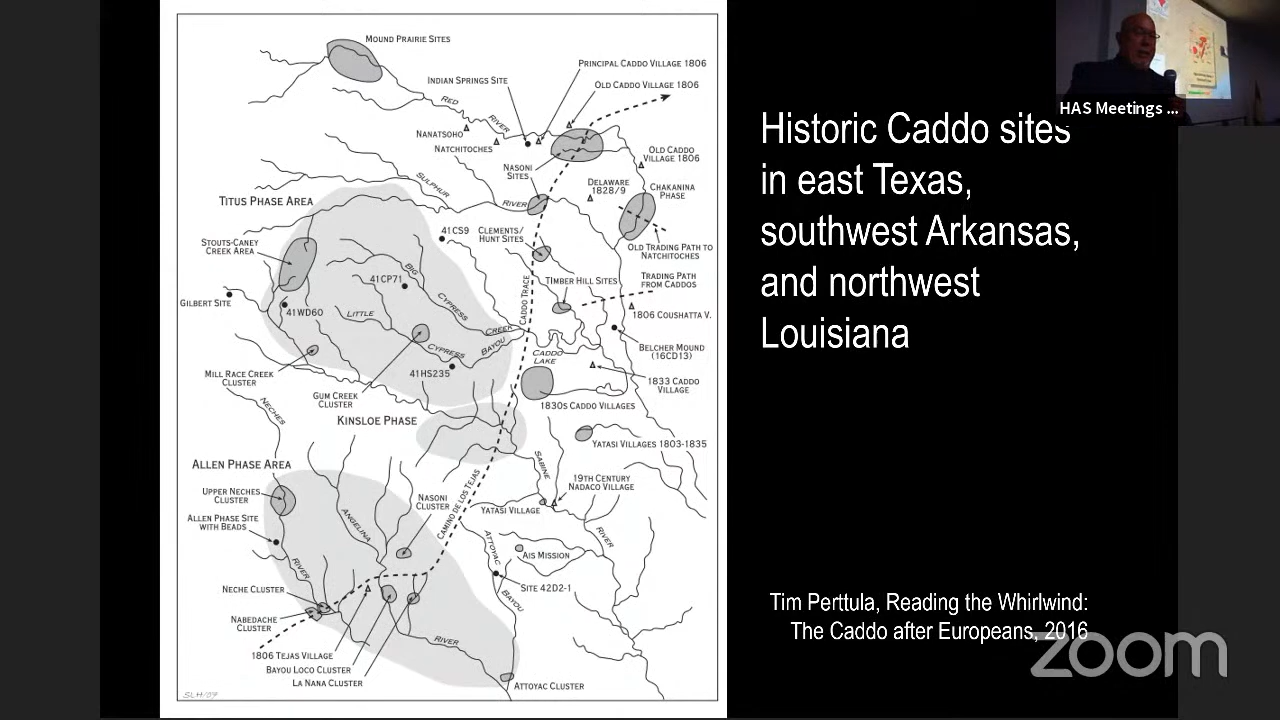 MOUND PRAIRIE SITES
PRINCIPAL CADDO VILLAGE 1806
INDIAN SPRINGS SITE
OLD CADDO VILLAGE 1806
RED
RIVER
NANATSOHO
NATCHITOCHES
OLD CADDO
VILLAGE 1806
NASONI
SITES
SULPHUR
RIVER
DELAWARE
1828/9
CHAKANINA
PHASE
TITUS PHASE AREA
STOUTS-CANEY
CREEK AREA
41CS9
CLEMENTS/
HUNT SITES
OLD TRADING PATH TO
NATCHITOCHES
41CP71
BIG
CYPRESS
CREEK
TIMBER HILL SITES
TRADING PATH
FROM CADDOS
CADDO TRACE
GILBERT SITE
41WD60
LITTLE
CYPRESS
BAYOU
1806 COUSHATTA V.
BELCHER MOUND
(16CD13)
CADDO
LAKE
MILL RACE CREEK
CLUSTER
41HS235
1833 CADDO
VILLAGE
GUM CREEK
CLUSTER
1830S CADDO VILLAGES
NECHES
KINSLOE PHASE
YATASI VILLAGES 1803-1835
ALLEN PHASE AREA
SABINE
19TH CENTURY
NADACO VILLAGE
UPPER NECHES
CLUSTER
NASONI
CLUSTER
CAMINO DE LOS TEJAS
YATASI VILLAGE
ALLEN PHASE SITE
WITH BEADS
ANGELINA
ATTOYAC
RIVER
AIS MISSION
RIVER
SITE 42D2-1
NECHE CLUSTER
BAYOU
NABEDACHE
CLUSTER
RIVER
1806 TEJAS VILLAGE
BAYOU LOCO CLUSTER
LA NANA CLUSTER
ATTOYAC CLUSTER
SLH/07
HAS Meetings ...
Historic Caddo sites
in east Texas,
southwest Arkansas,
and northwest
Louisiana
Tim Perttula, Reading the Whirlwind:
The Caddo after Europeans, 2016
zoom